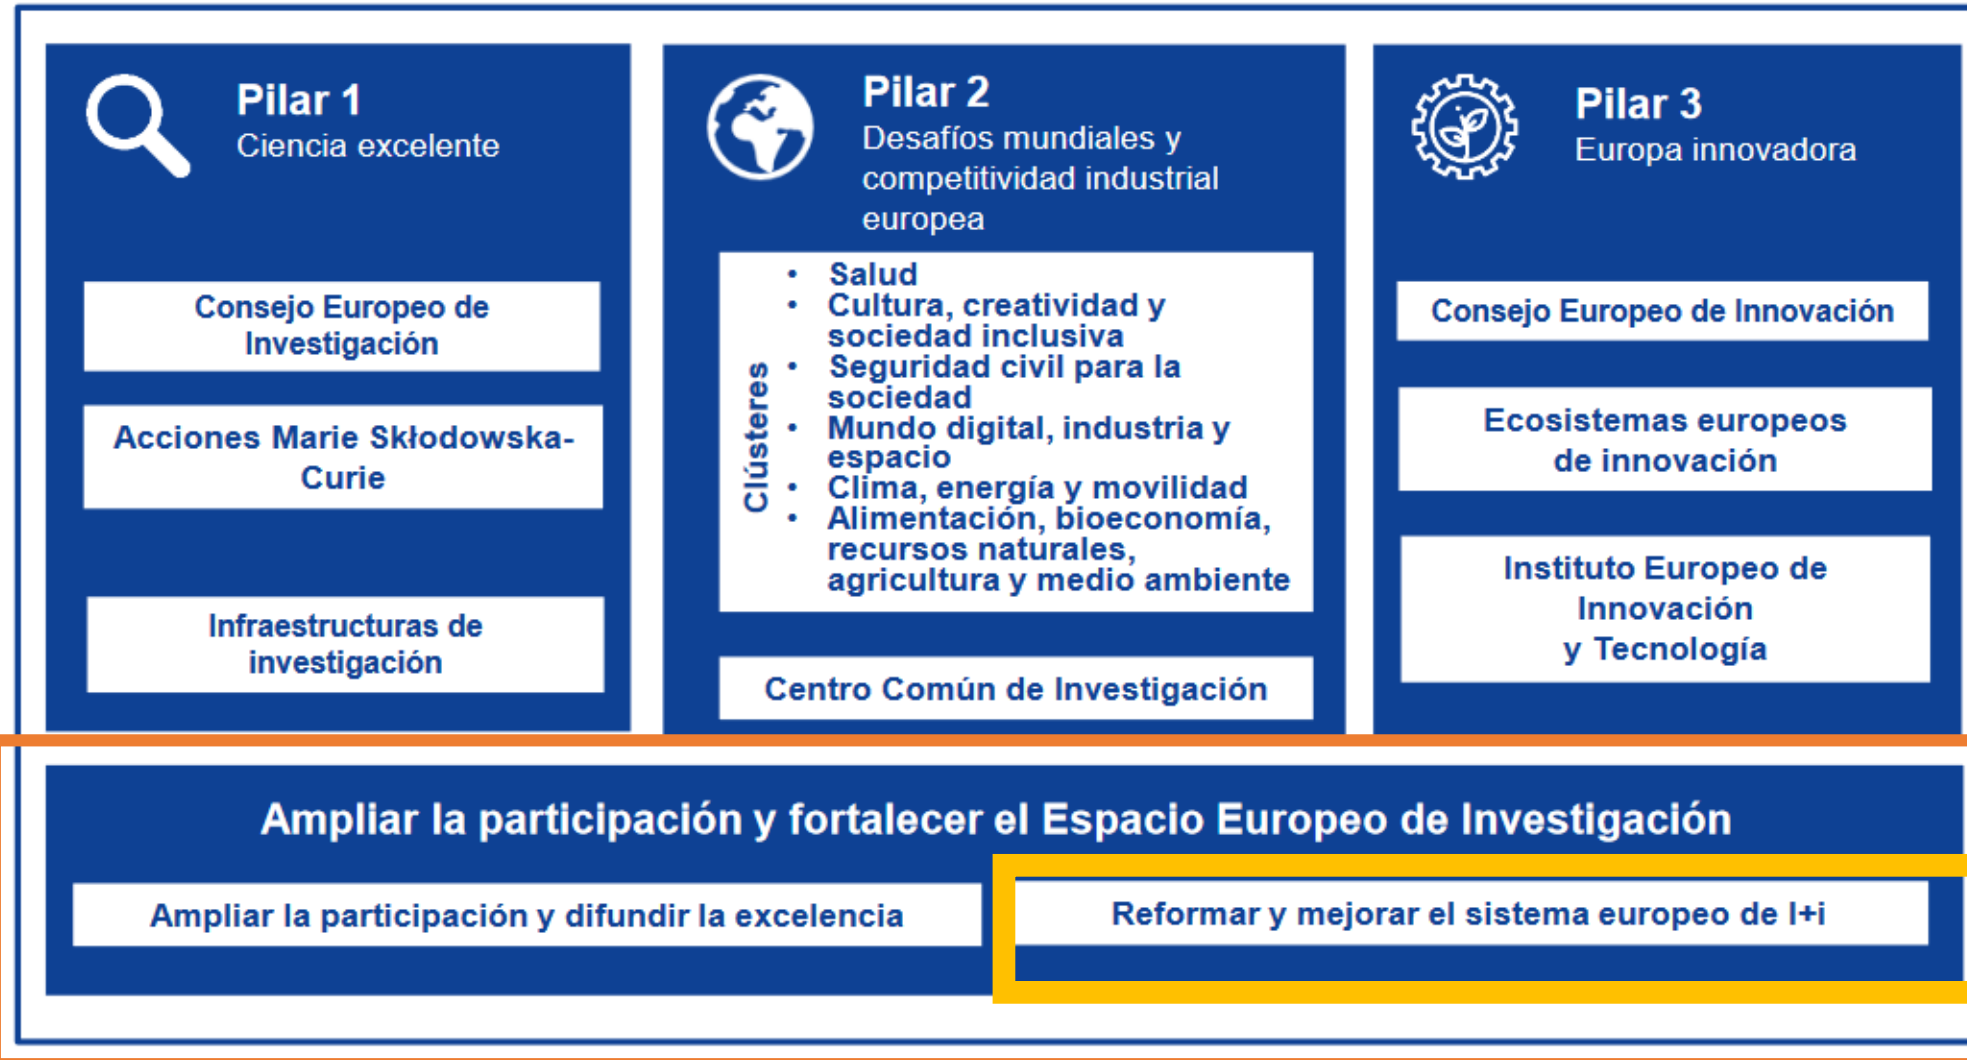 Pilar 1
Ciencia excelente
Consejo Europeo de
Investigación
Acciones Marie Skłodowska-
Curie
Infraestructuras de
investigación
Pilar 2
Desafíos mundiales y
competitividad industrial
europea
Clústeres
• Salud
• Cultura, creatividad y
sociedad inclusiva
• Seguridad civil para la
sociedad
• Mundo digital, industria y
espacio
• Clima, energía y movilidad
• Alimentación, bioeconomía,
recursos naturales,
agricultura y medio ambiente
Centro Común de Investigación
Pilar 3
Europa innovadora
Consejo Europeo de Innovación
Ecosistemas europeos
de innovación
Instituto Europeo de
Innovación
y Tecnología
Ampliar la participación y fortalecer el Espacio Europeo de Investigación
Ampliar la participación y difundir la excelencia
Reformar y mejorar el sistema europeo de I+i